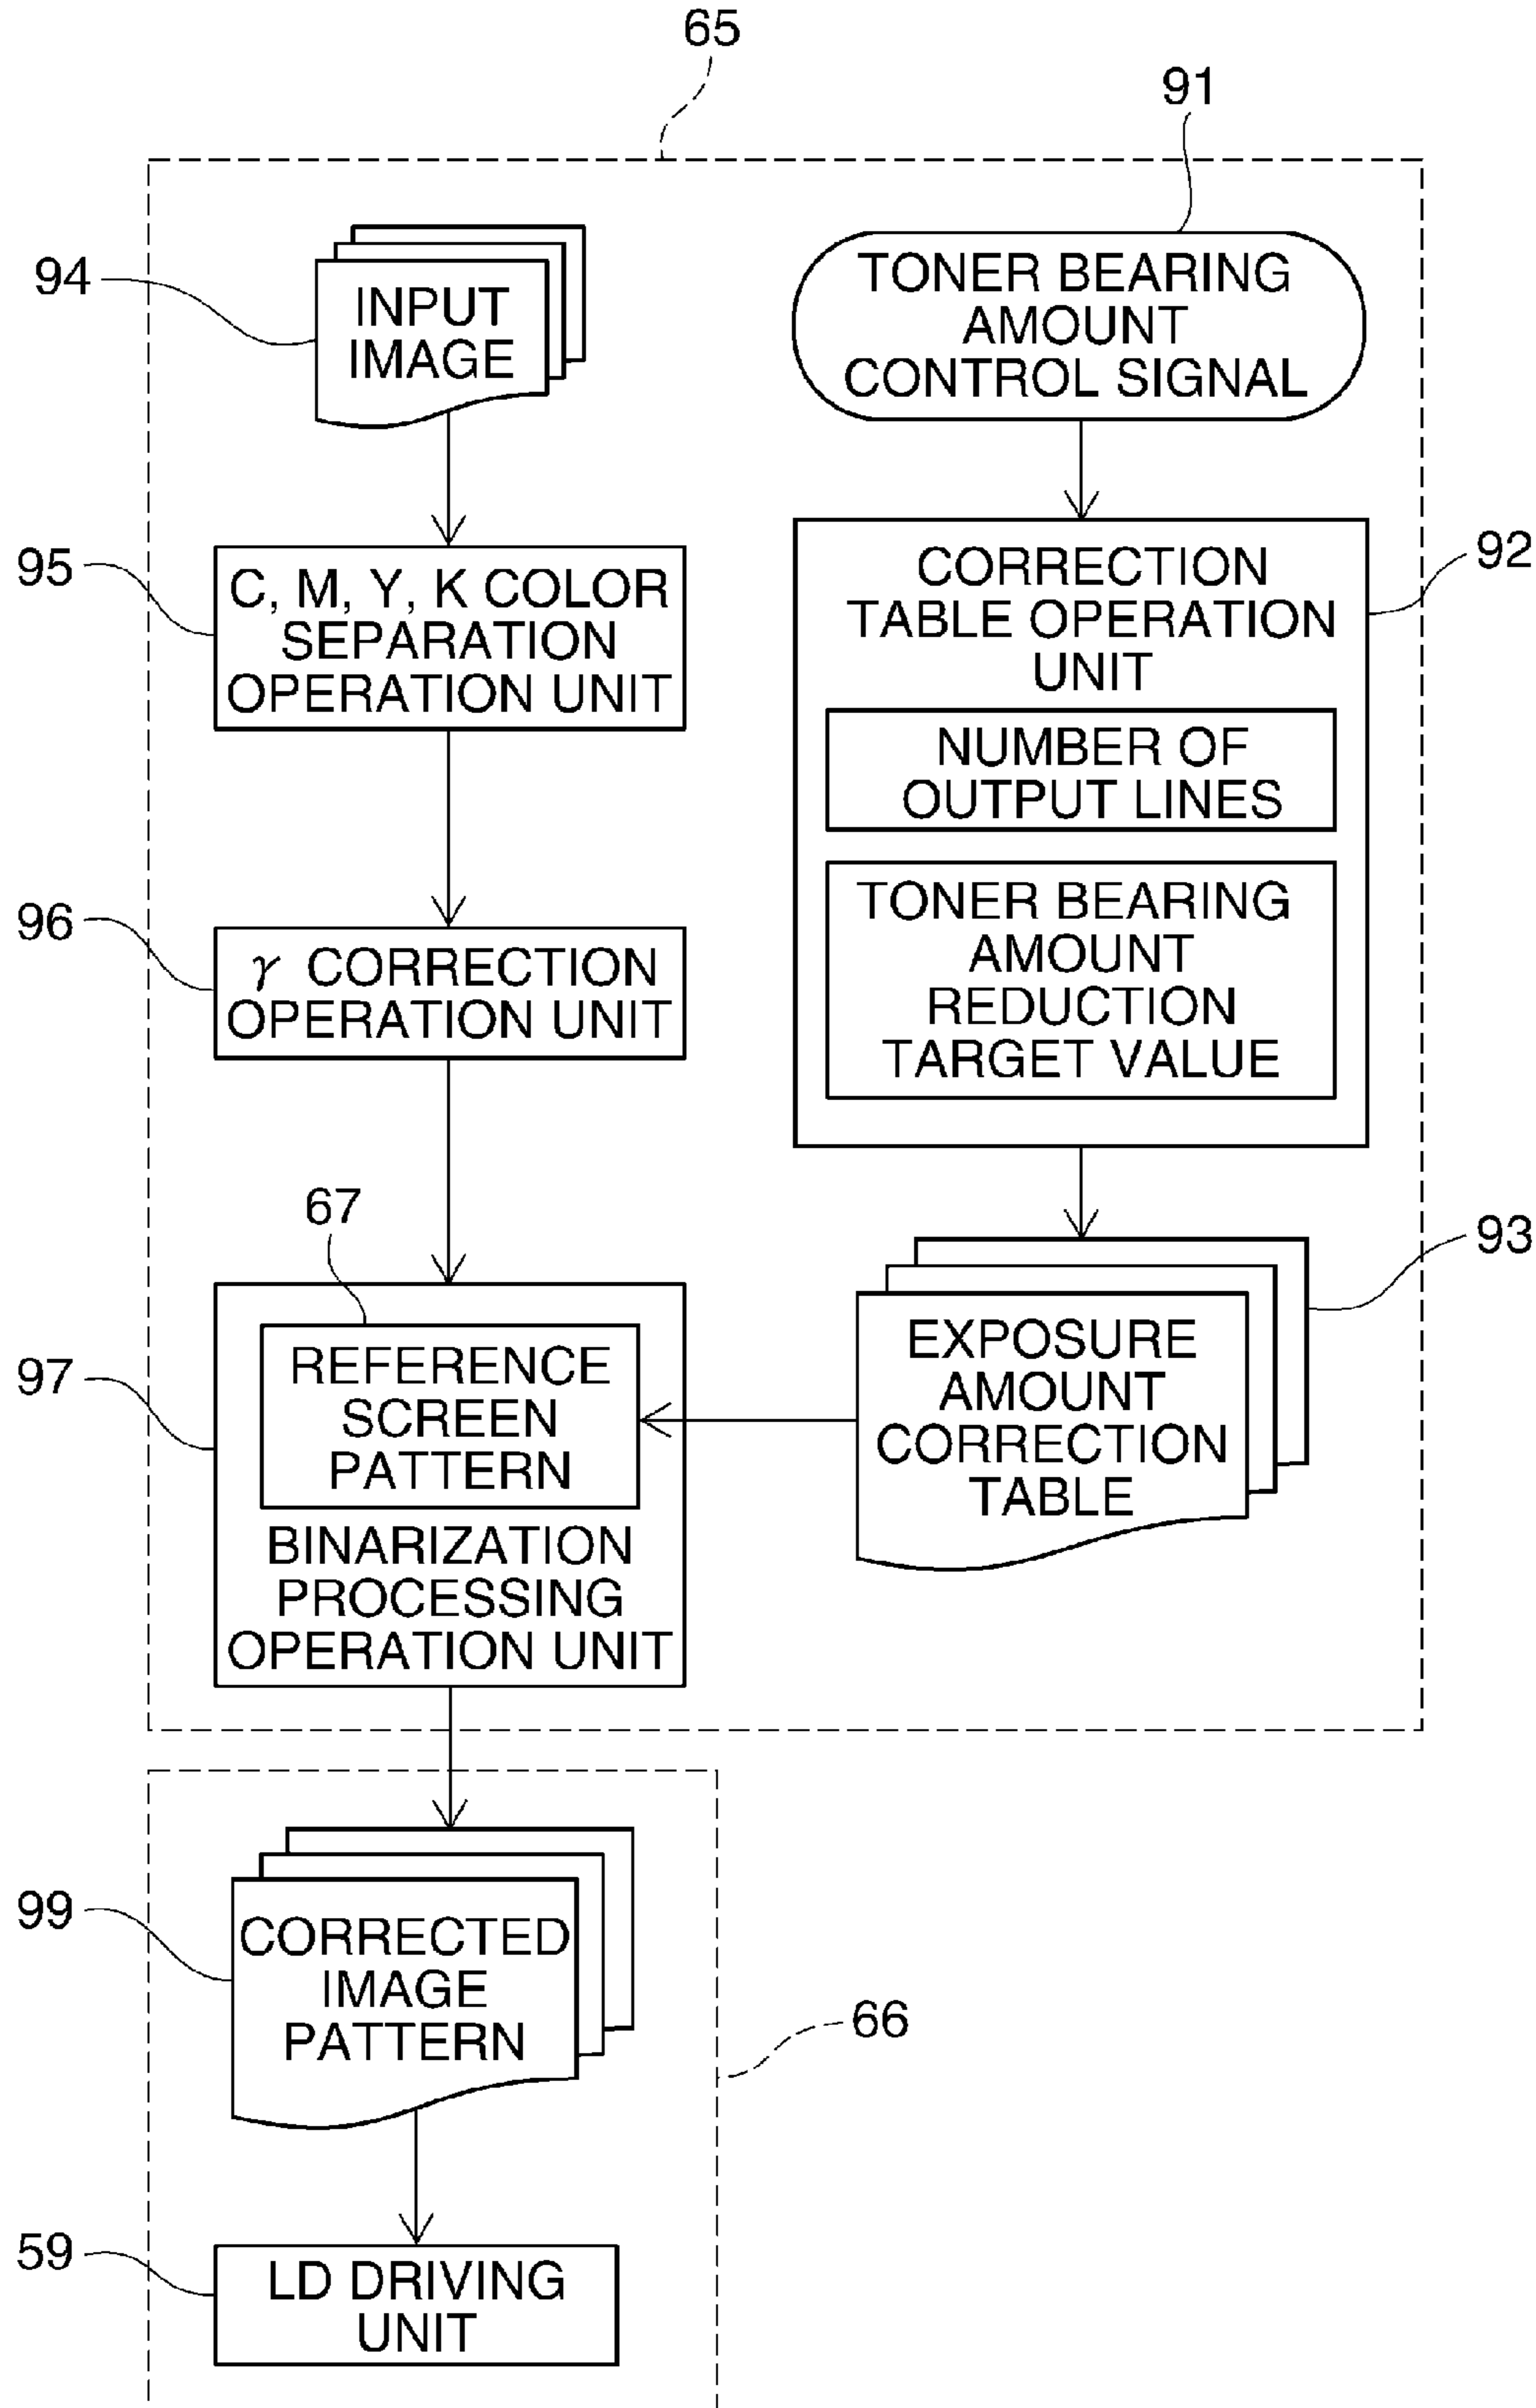 65
91
94
INPUT
IMAGE
TONER BEARING
AMOUNT
CONTROL SIGNAL
95
C, M, Y, K COLOR
SEPARATION
OPERATION UNIT
92
CORRECTION
TABLE OPERATION
UNIT
NUMBER OF
OUTPUT LINES
TONER BEARING
AMOUNT
REDUCTION
TARGET VALUE
96
γ CORRECTION
OPERATION UNIT
67
93
97
REFERENCE
SCREEN
PATTERN
BINARIZATION
PROCESSING
OPERATION UNIT
EXPOSURE
AMOUNT
CORRECTION
TABLE
99
CORRECTED
IMAGE
PATTERN
66
59
LD DRIVING
UNIT